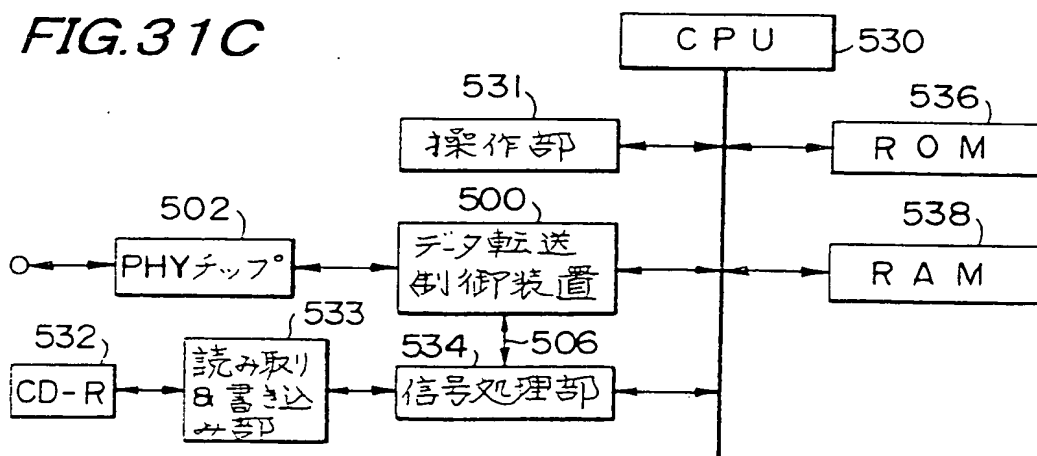 FIG.31C
CPU
530
531
操作部
536
ROM
502
PHYチップ
500
データ転送
制御装置
538
RAM
532
CD-R
533
読み取り
&書き込
み部
534
506
信号処理部